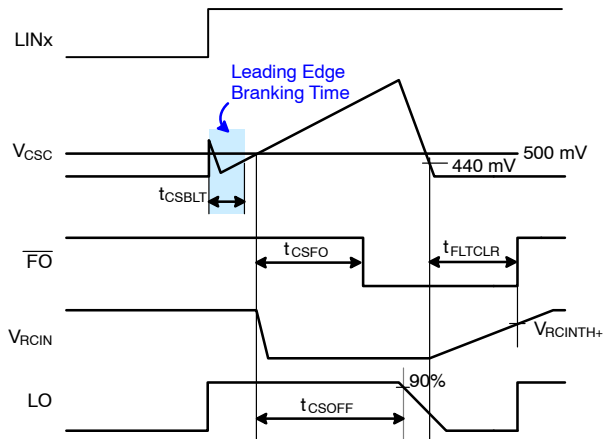 LINx
Leading Edge
Branking Time
VCSC
500 mV
440 mV
tCSBLT
FO
tCSFO
tFLTCLR
VRCIN
VRCINTH+
90%
LO
tCSOFF